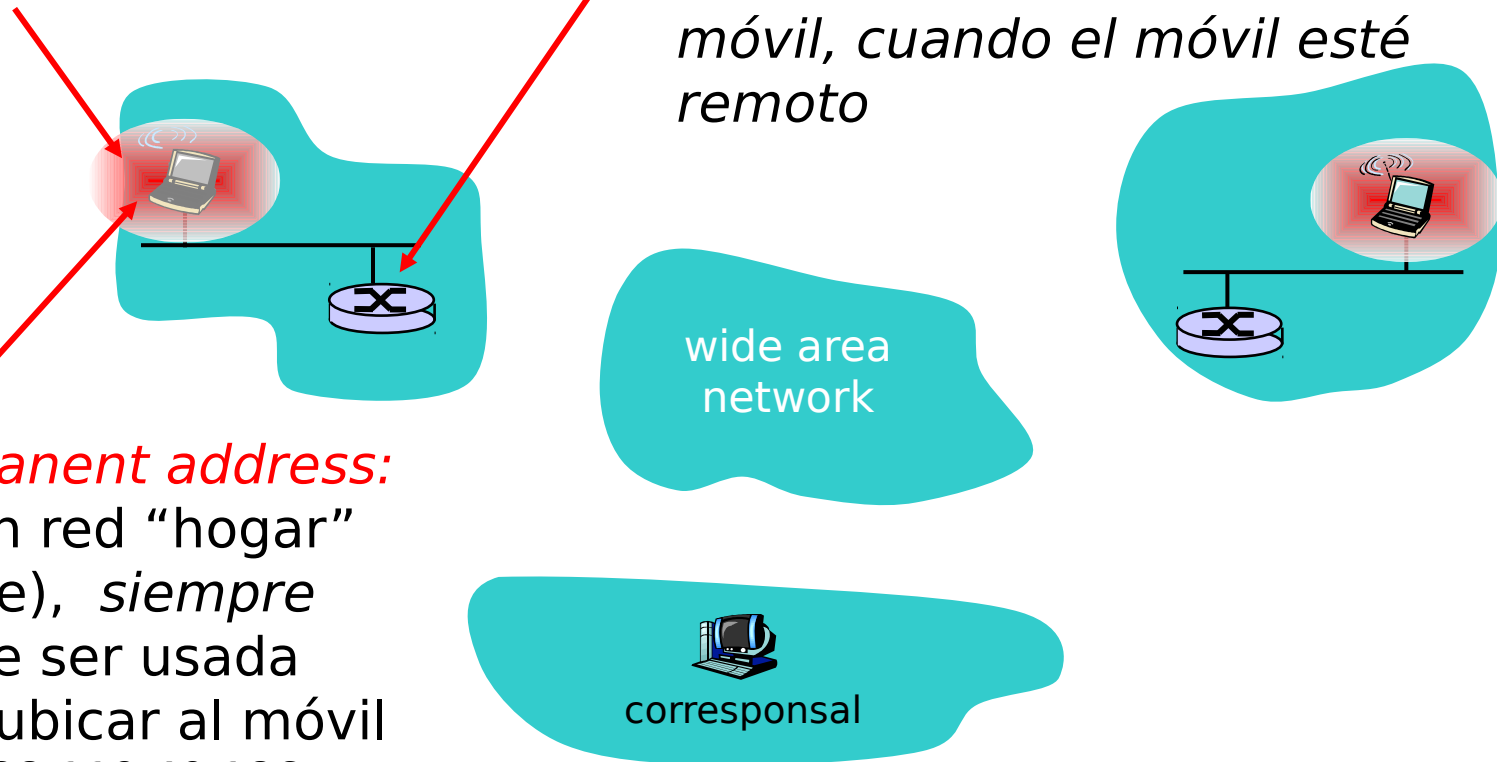 móvil, cuando el móvil esté
remoto
wide area
network
anent address:
n red “hogar”
e), siempre
e ser usada
ubicar al móvil
corresponsal